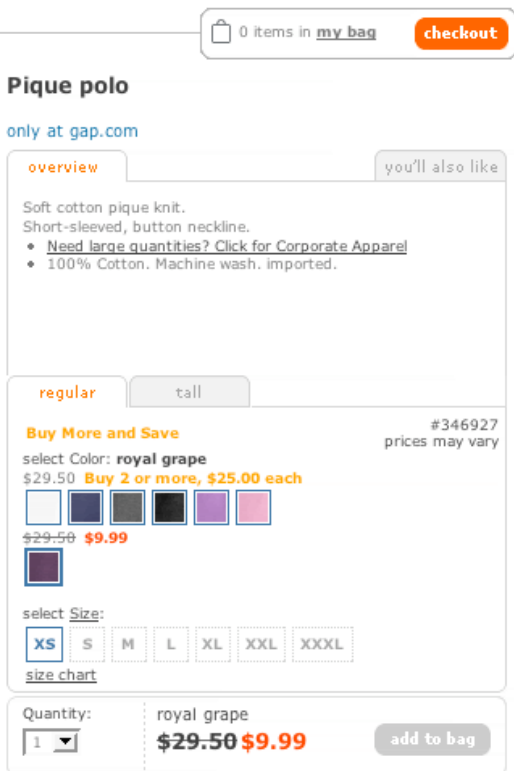 0 items in my bag
checkout
Pique polo
only at gap.com
overview
you'll also like
Soft cotton pique knit.
Short-sleeved, button neckline.
• Need large quantities? Click for Corporate Apparel
• 100% Cotton. Machine wash. imported.
regular
tall
#346927
Buy More and Save
prices may vary
select Color: royal grape
$29.50 Buy 2 or more, $25.00 each
$29.50 $9.99
select Size:
XS S M L XL XXL XXXL
size chart
Quantity:
royal grape
1
$29.50 $9.99
add to bag